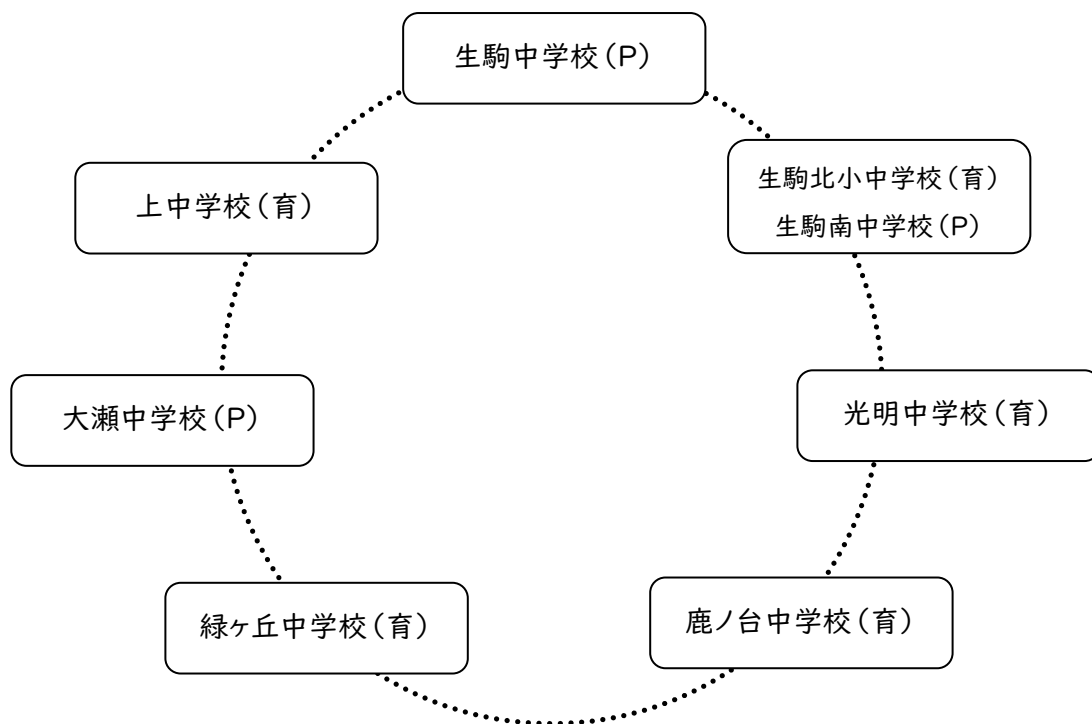 生駒中学校(P)
上中学校(育)
生駒北小中学校(育)
生駒南中学校(P)
大瀬中学校(P)
光明中学校(育)
緑ヶ丘中学校(育)
鹿ノ台中学校(育)